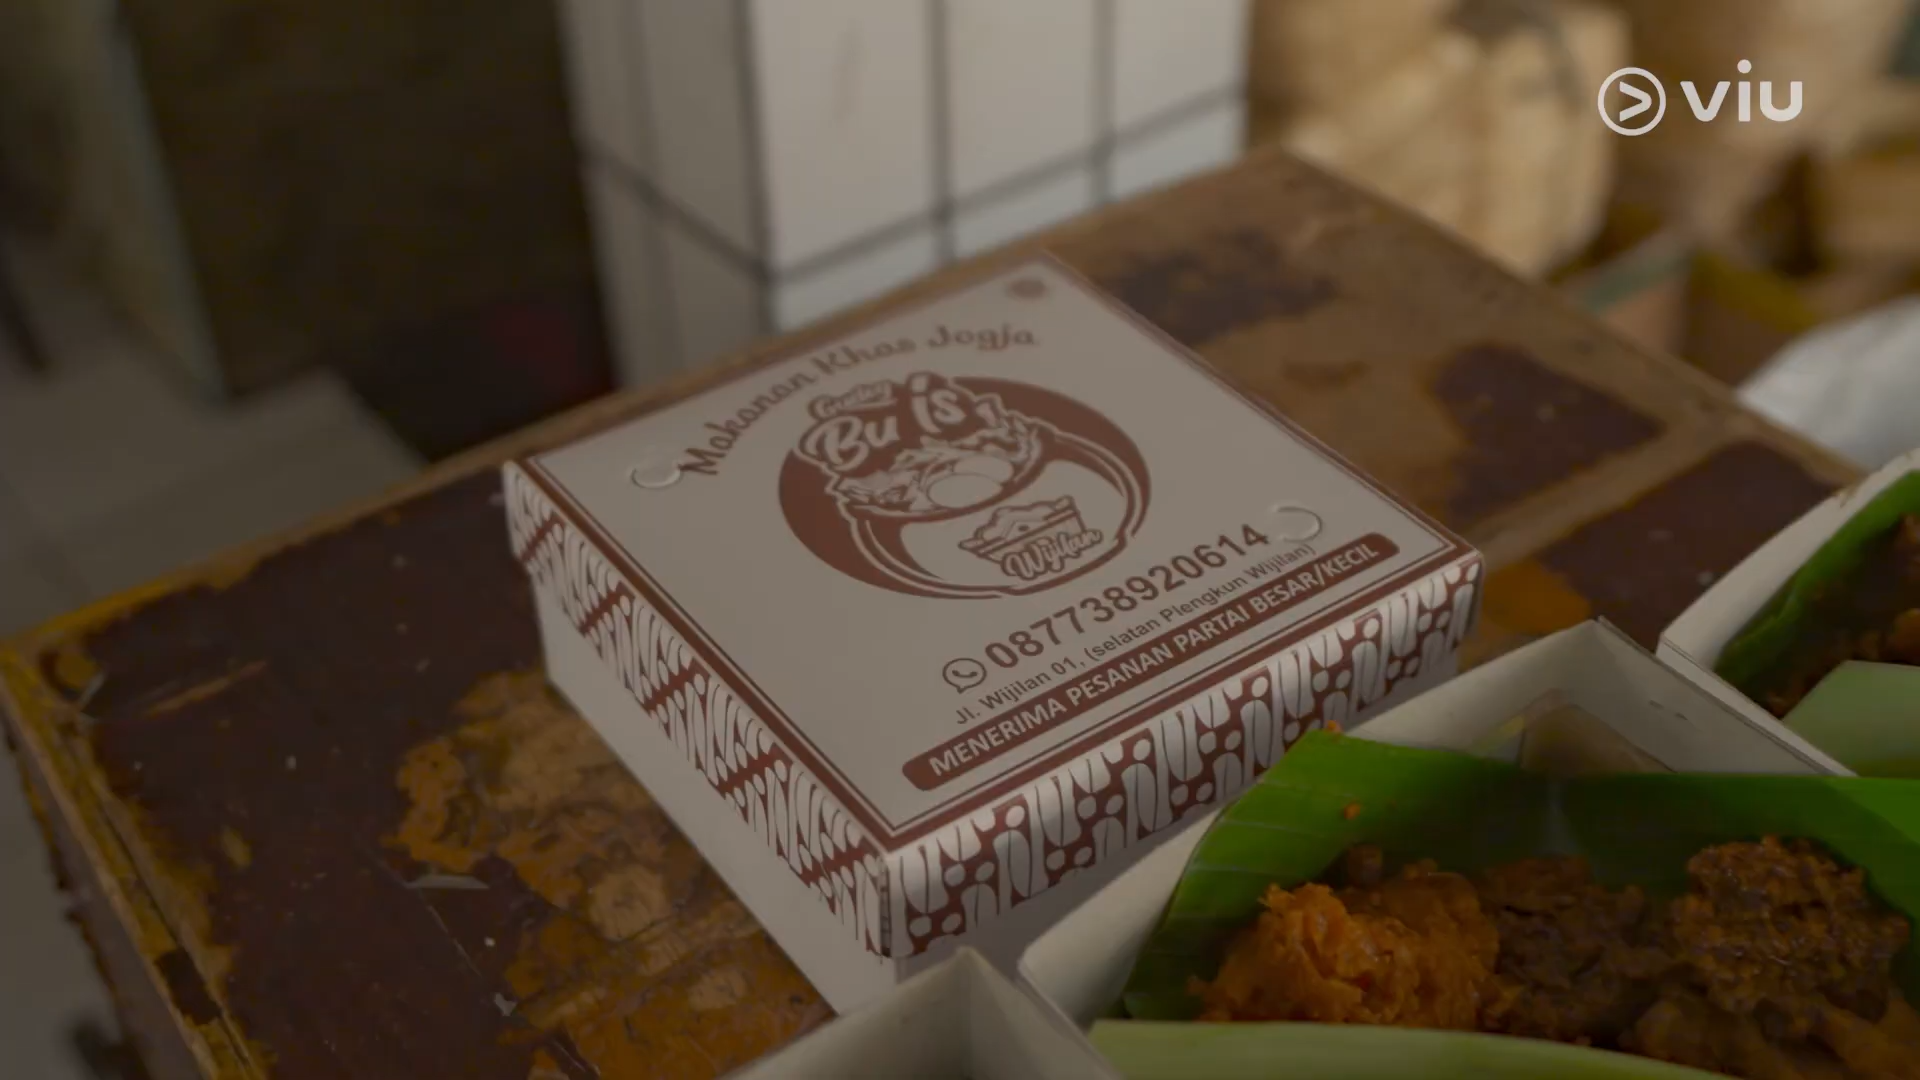 viu
Makanan Khas Jogja
Gudeg
Bu is
Wijilan
087738920614
Jl. Wijilan 01, (selatan Plengkun Wijilan)
MENERIMA PESANAN PARTAI BESAR/KECIL